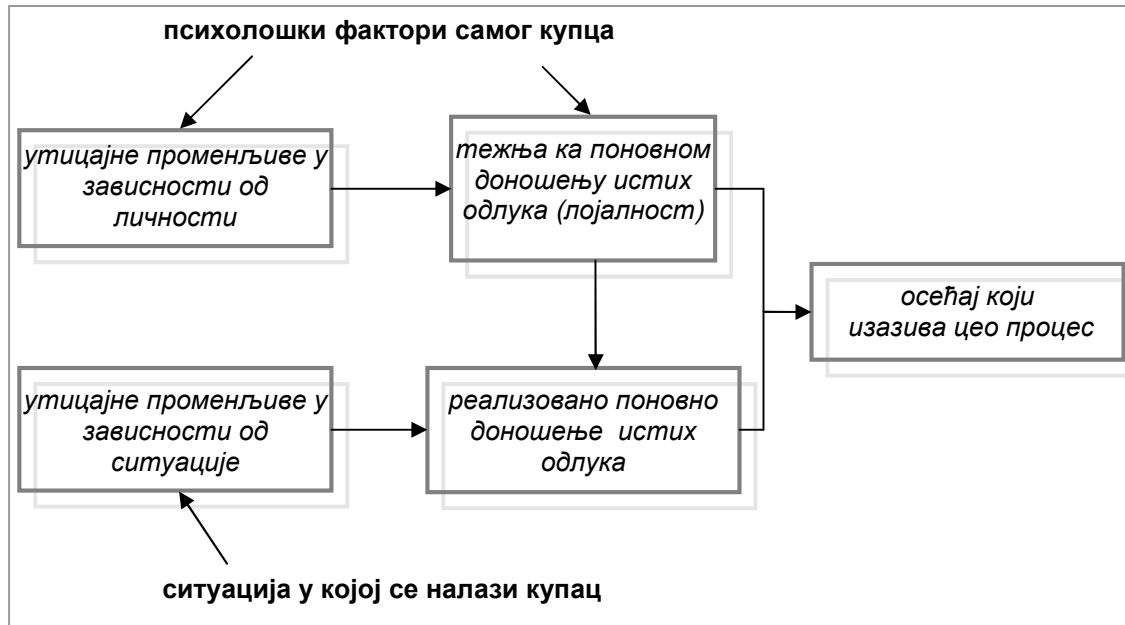 психолошки фактори самог купца
утицајне променљиве у
зависности од
личности
тежња ка поновном
доношењу истих
одлука (лојалност)
осећај који
изазива цео процес
утицајне променљиве у
зависности од
ситуације
реализовано поновно
доношење истих
одлука
ситуација у којој се налази купац